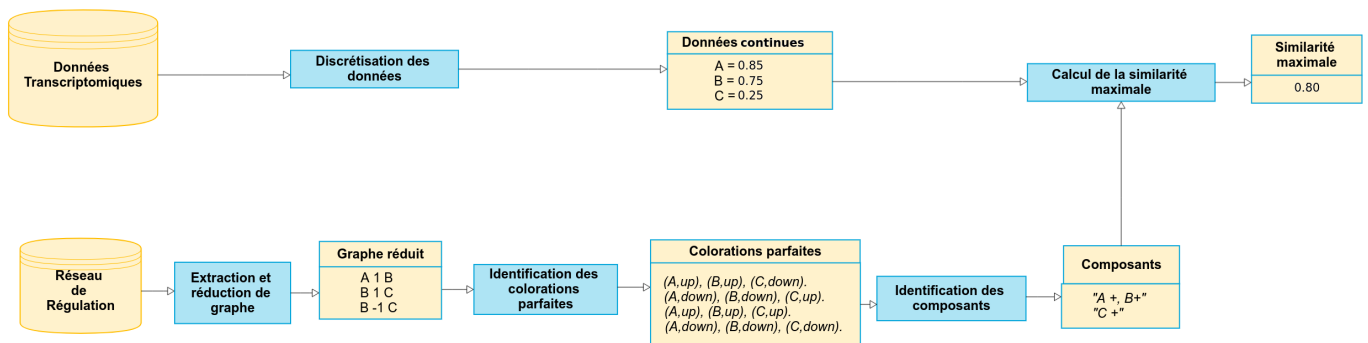 Données
Transcriptomiques
Discrétisation des
données
Données continues
A = 0.85
B = 0.75
C = 0.25
Calcul de la similarité
maximale
Similarité
maximale
0.80
Réseau
de
Régulation
Extraction et
réduction de
graphe
Graphe réduit
A 1 B
B 1 C
B -1 C
Identification des
colorations
parfaites
Colorations parfaites
(A,up), (B,up), (C,down).
(A,down), (B,down), (C,up).
(A,up), (B,up), (C,up).
(A,down), (B,down), (C,down).
Identification des
composants
Composants
"A +, B+"
"C +"